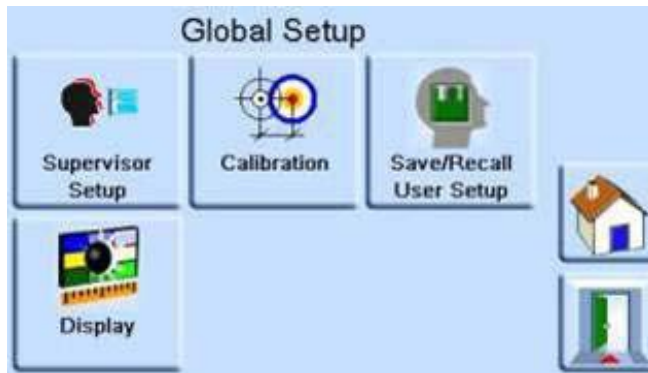 Global Setup
Supervisor
Setup
Calibration
Save/Recall
User Setup
Display